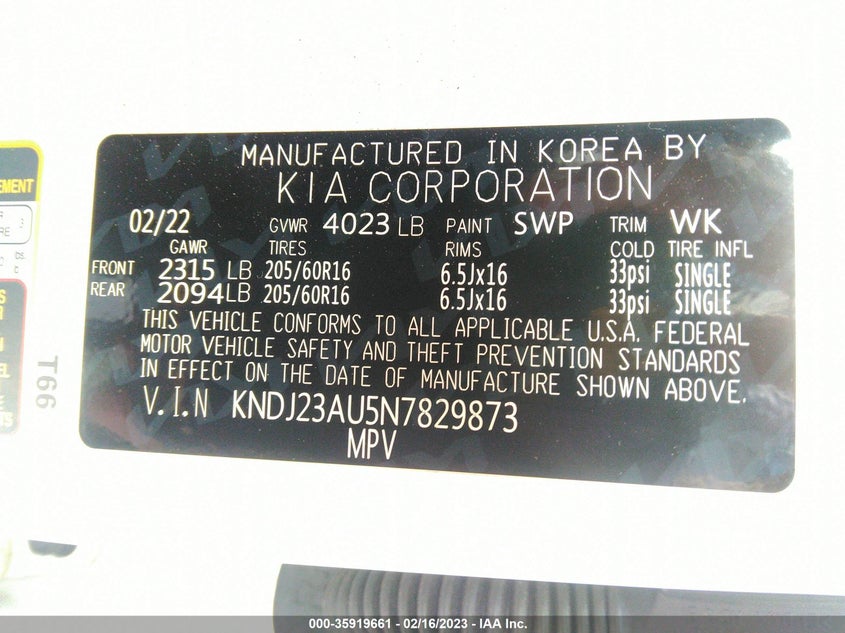 MANUFACTURED IN KOREA BY
KIA CORPORATION
02/22 GVWR 4023 LB PAINT SWP TRIM WK
GAWR TIRES RIMS COLD TIRE INFL
FRONT 2315 LB 205/60R16 6.5Jx16 33psi SINGLE
REAR 2094 LB 205/60R16 6.5Jx16 33psi SINGLE
THIS VEHICLE CONFORMS TO ALL APPLICABLE U.S.A. FEDERAL
MOTOR VEHICLE SAFETY AND THEFT PREVENTION STANDARDS
IN EFFECT ON THE DATE OF MANUFACTURE SHOWN ABOVE.
V.I.N KNDJ23AU5N7829873
MPV
T66
000-35919661 - 02/16/2023 - IAA Inc.